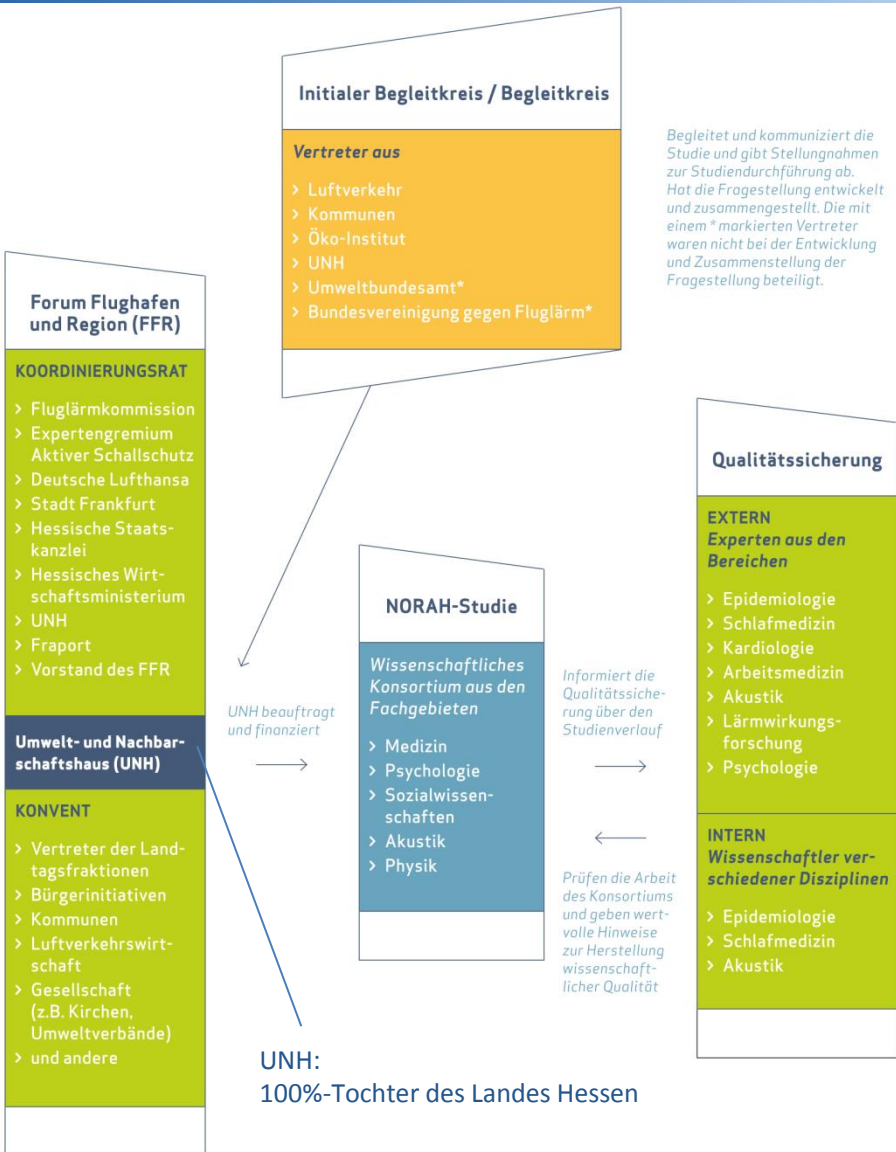 Initialer Begleitkreis / Begleitkreis
Vertreter aus
> Luftverkehr
> Kommunen
> Öko-Institut
> UNH
> Umweltbundesamt*
> Bundesvereinigung gegen Fluglärm*
Begleitet und kommuniziert die
Studie und gibt Stellungnahmen
zur Studiendurchführung ab.
Hat die Fragestellung entwickelt
und zusammengestellt. Die mit
einem * markierten Vertreter
waren nicht bei der Entwicklung
und Zusammenstellung der
Fragestellung beteiligt.
Forum Flughafen
und Region (FFR)
KOORDINIERUNGSRAT
> Fluglärmkommission
> Expertengremium
Aktiver Schallschutz
> Deutsche Lufthansa
> Stadt Frankfurt
> Hessische Staats-
kanzlei
> Hessisches Wirt-
schaftsministerium
> UNH
> Fraport
> Vorstand des FFR
Umwelt- und Nachbar-
schaftshaus (UNH)
KONVENT
> Vertreter der Land-
tagsfraktionen
> Bürgerinitiativen
> Kommunen
> Luftverkehrswirt-
schaft
> Gesellschaft
(z.B. Kirchen,
Umweltverbände)
> und andere
UNH beauftragt
und finanziert
NORAH-Studie
Wissenschaftliches
Konsortium aus den
Fachgebieten
> Medizin
> Psychologie
> Sozialwissen-
schaften
> Akustik
> Physik
Informiert die
Qualitätssiche-
rung über den
Studienverlauf
Prüfen die Arbeit
des Konsortiums
und geben wert-
volle Hinweise
zur Herstellung
wissenschaft-
licher Qualität
Qualitätssicherung
EXTERN
Experten aus den
Bereichen
> Epidemiologie
> Schlafmedizin
> Kardiologie
> Arbeitsmedizin
> Akustik
> Lärmwirkungs-
forschung
> Psychologie
INTERN
Wissenschaftler ver-
schiedener Disziplinen
> Epidemiologie
> Schlafmedizin
> Akustik
UNH:
100%-Tochter des Landes Hessen